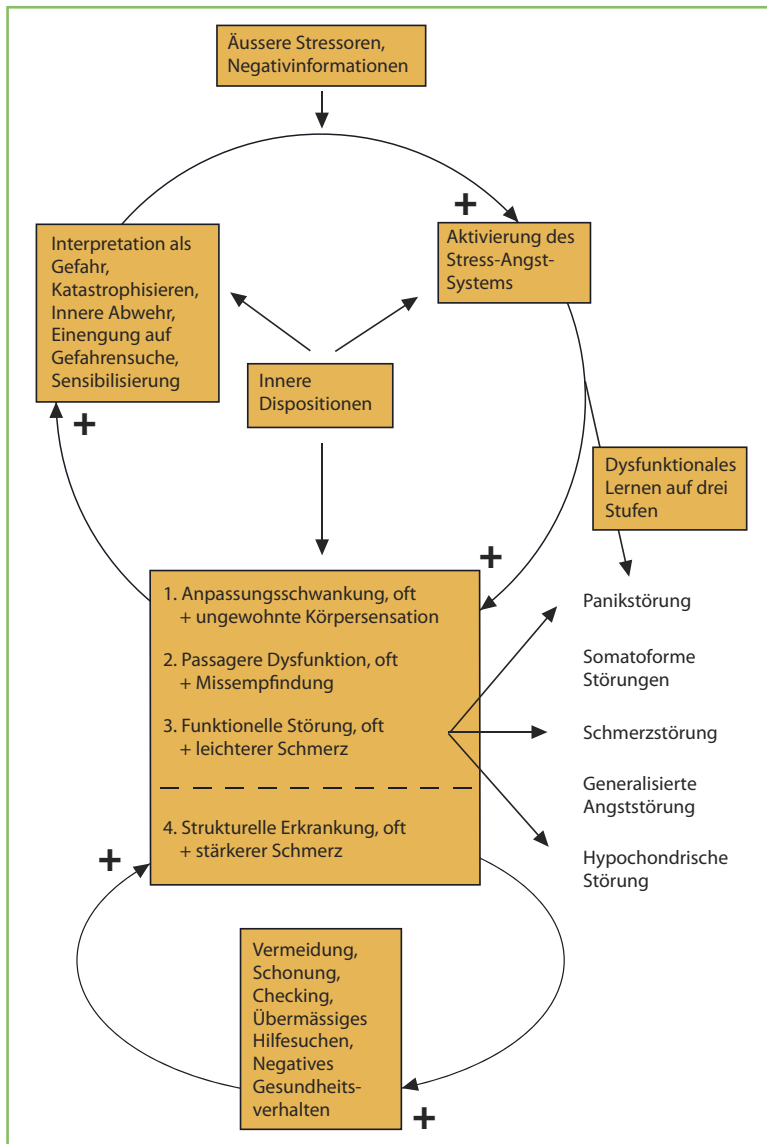 Äussere Stressoren,
Negativinformationen
+
Aktivierung des
Stress-Angst-
Systems
Interpretation als
Gefahr,
Katastrophisieren,
Innere Abwehr,
Einengung auf
Gefahrensuche,
Sensibilisierung
+
Innere
Dispositionen
Dysfunktionales
Lernen auf drei
Stufen
+
1. Anpassungsschwankung, oft
+ ungewohnte Körpersensation
2. Passagere Dysfunktion, oft
+ Missempfindung
3. Funktionelle Störung, oft
+ leichterer Schmerz
4. Strukturelle Erkrankung, oft
+ stärkerer Schmerz
Panikstörung
Somatoforme
Störungen
Schmerzstörung
Generalisierte
Angststörung
Hypochondrische
Störung
+
Vermeidung,
Schonung,
Checking,
Übermässiges
Hilfesuchen,
Negatives
Gesundheits-
verhalten
+